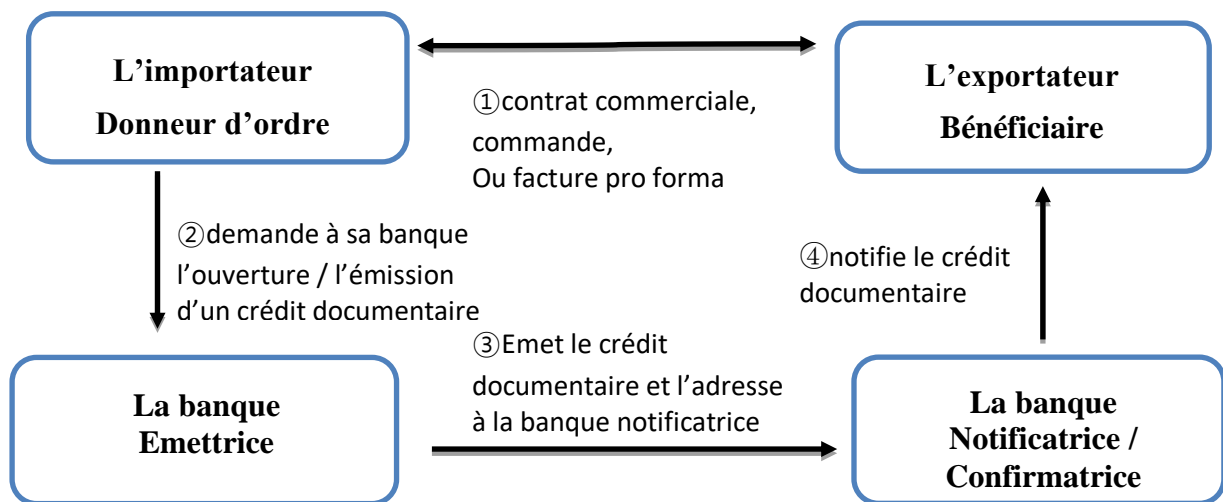 L’importateur
Donneur d’ordre
①contrat commerciale,
commande,
Ou facture pro forma
L’exportateur
Bénéficiaire
②demande à sa banque
l’ouverture / l’émission
d’un crédit documentaire
④notifie le crédit
documentaire
La banque
Emettrice
③Emet le crédit
documentaire et l’adresse
à la banque notificatrice
La banque
Notificatrice /
Confirmatrice